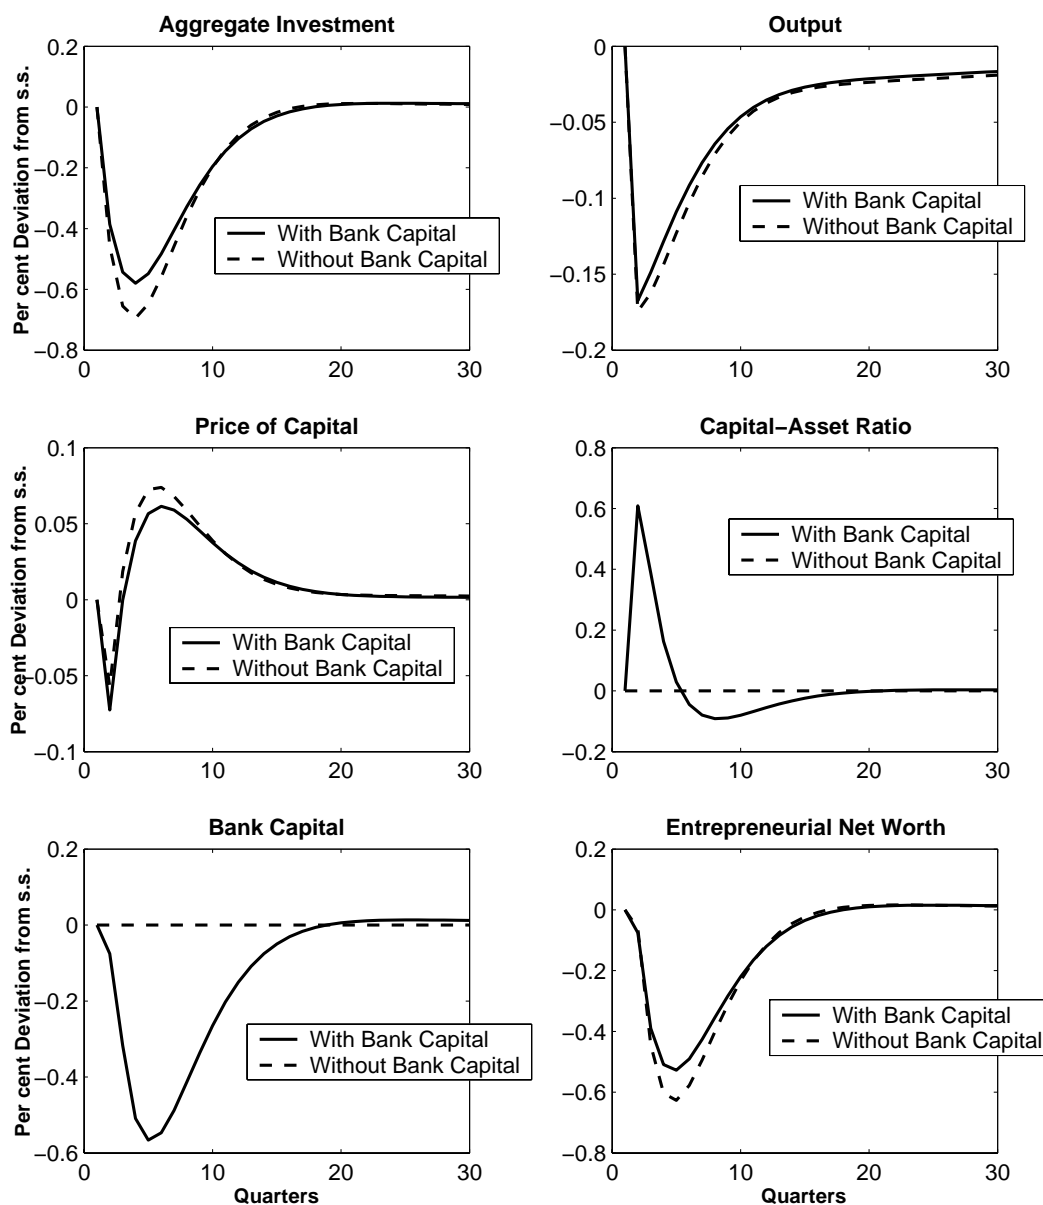 Aggregate Investment
Per cent Deviation from s.s.
0.2
0
−0.2
−0.4
−0.6
−0.8
With Bank Capital
Without Bank Capital
0 10 20 30
Output
0
−0.05
−0.1
−0.15
−0.2
With Bank Capital
Without Bank Capital
0 10 20 30
Price of Capital
Per cent Deviation from s.s.
0.1
0.05
0
−0.05
−0.1
With Bank Capital
Without Bank Capital
0 10 20 30
Capital−Asset Ratio
0.8
0.6
0.4
0.2
0
−0.2
With Bank Capital
Without Bank Capital
0 10 20 30
Bank Capital
Per cent Deviation from s.s.
0.2
0
−0.2
−0.4
−0.6
With Bank Capital
Without Bank Capital
0 10 20 30
Quarters
Entrepreneurial Net Worth
0.2
0
−0.2
−0.4
−0.6
−0.8
With Bank Capital
Without Bank Capital
0 10 20 30
Quarters